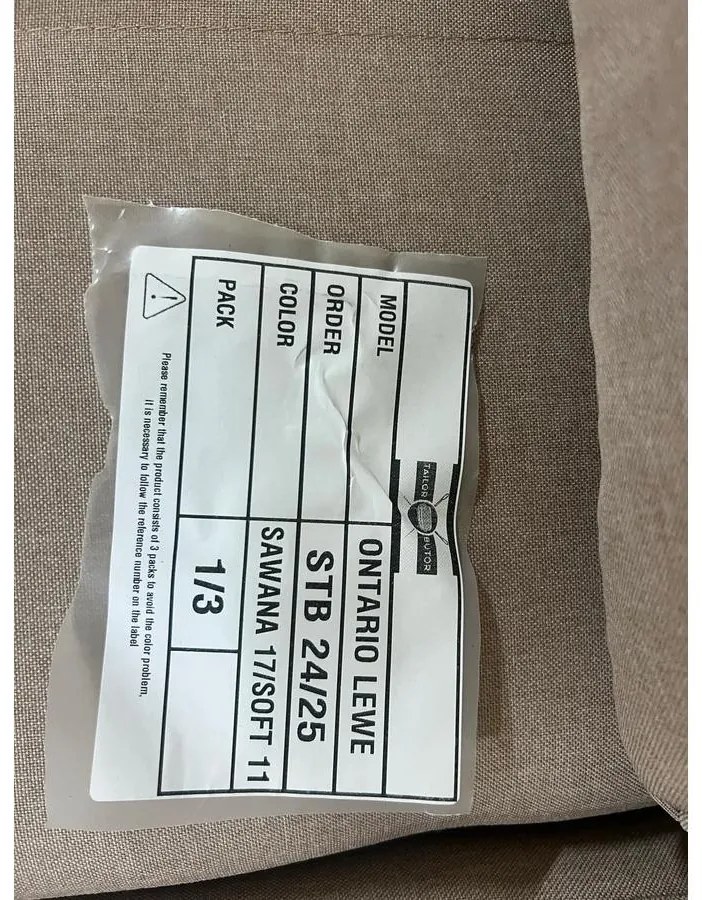 TAILOR BUTOR
MODEL ONTARIO LEWE
ORDER STB 24/25
COLOR SAWANA 17/SOFT 11
PACK 1/3
Please remember that the product consists of 3 packs to avoid the color problem,
it is necessary to follow the reference number on the label